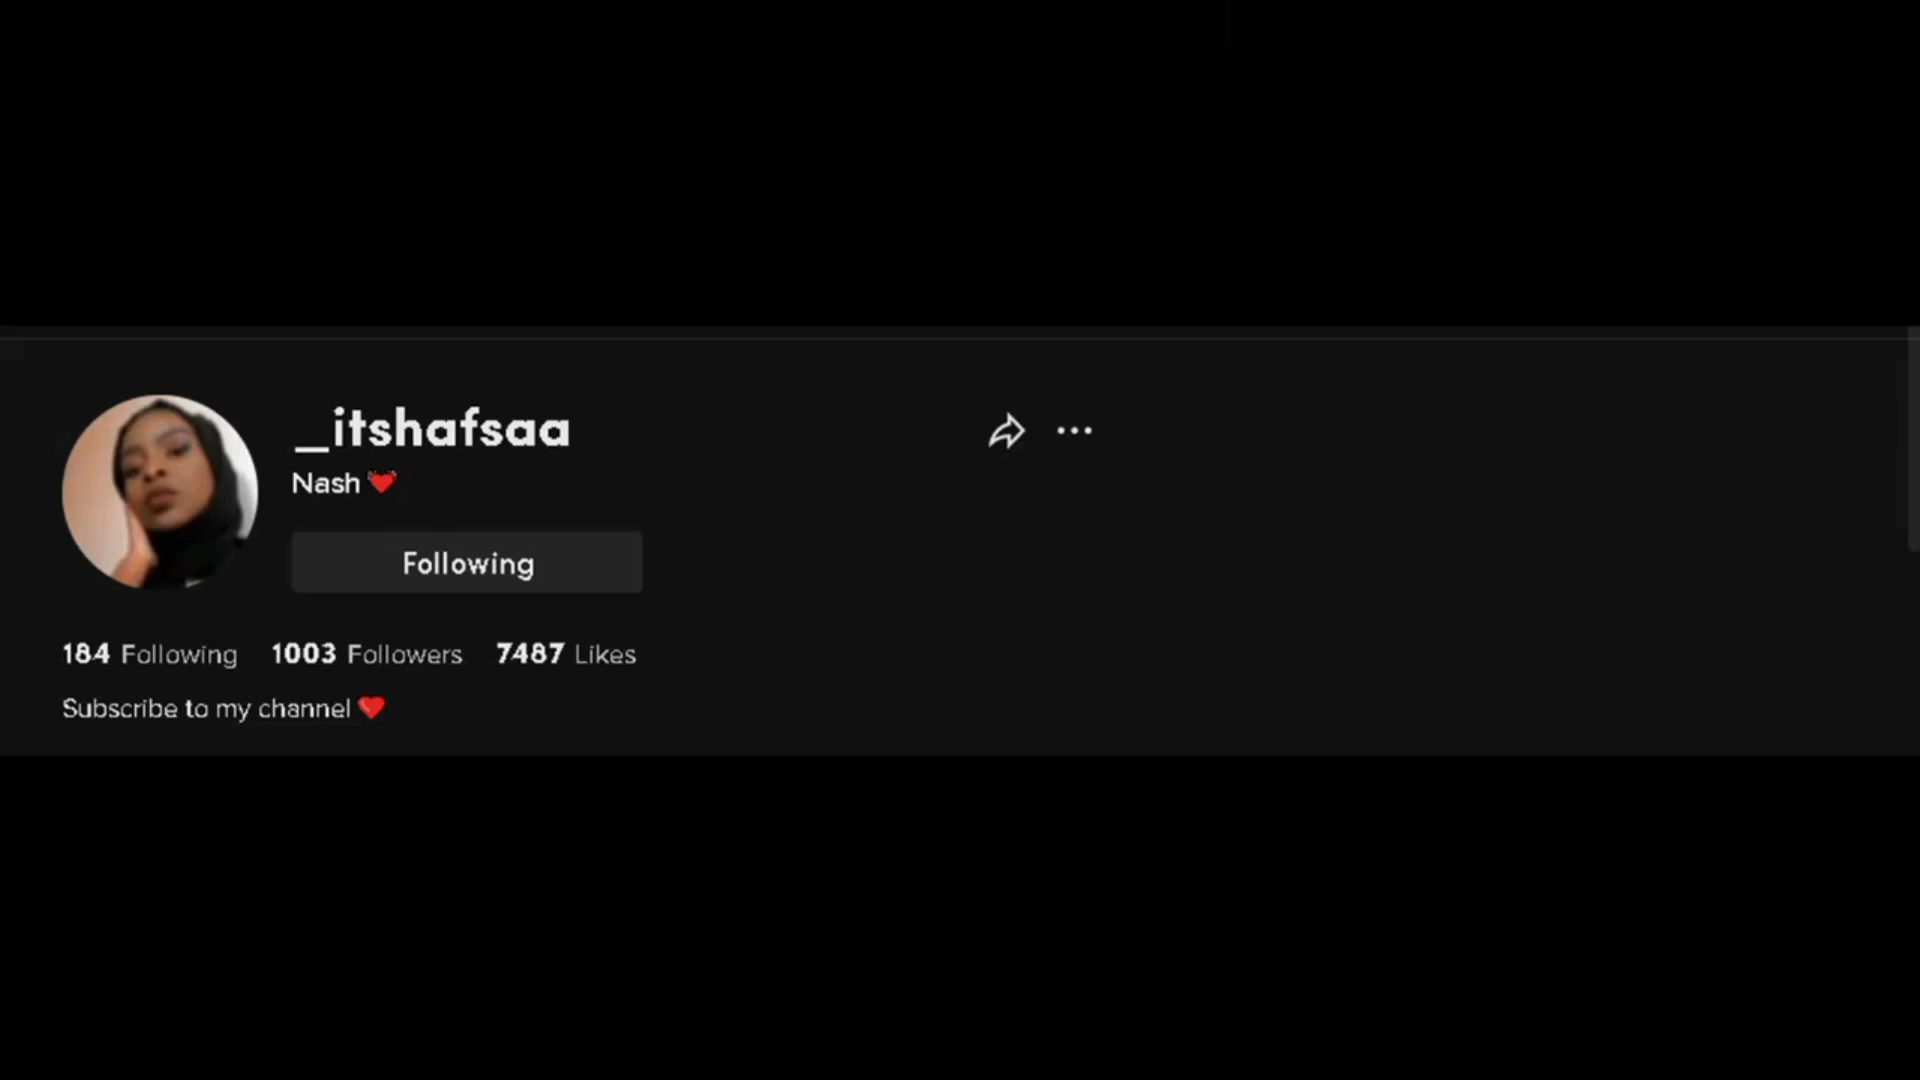 _itshafsaa
Nash 💓
Following
184 Following 1003 Followers 7487 Likes
Subscribe to my channel ❤️